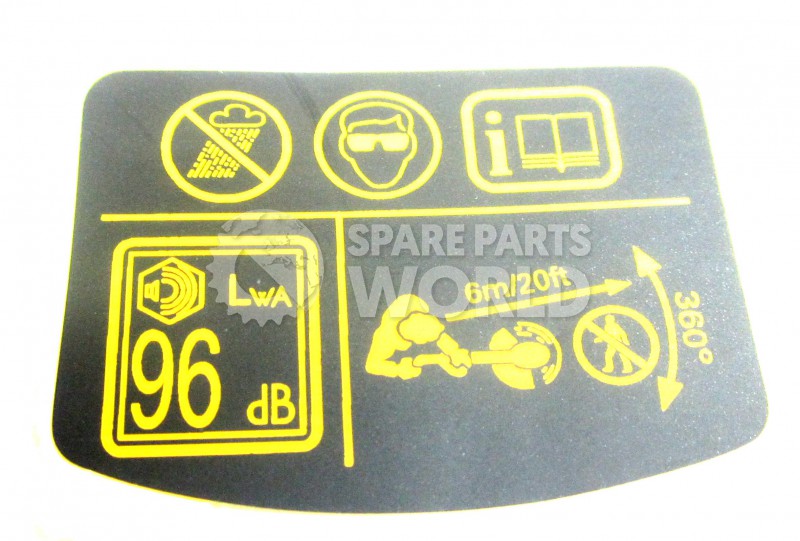 i
SPARE PARTS
WORLD
LWA
96 dB
6m/20ft
360°